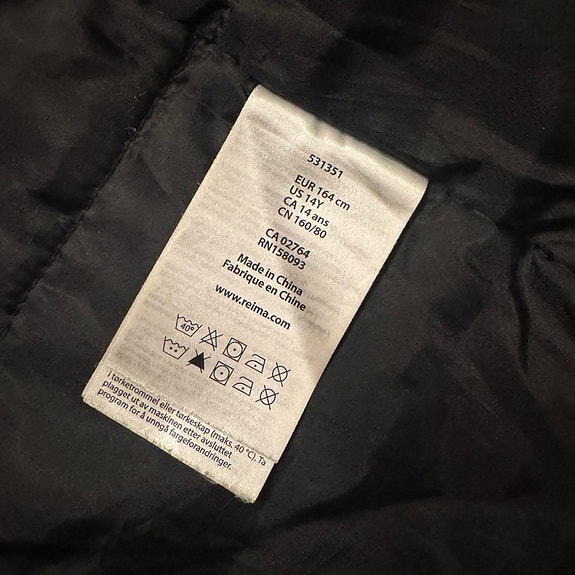 531351
EUR 164 cm
US 14Y
CA 14 ans
CN 160/80
CA 02764
RN158093
Made in China
Fabrique en Chine
www.reima.com
40°
i tørketrommel eller tørkeskap (maks. 40 °C). Ta
plagget ut av maskinen etter avsluttet
program for å unngå fargeforandringer.